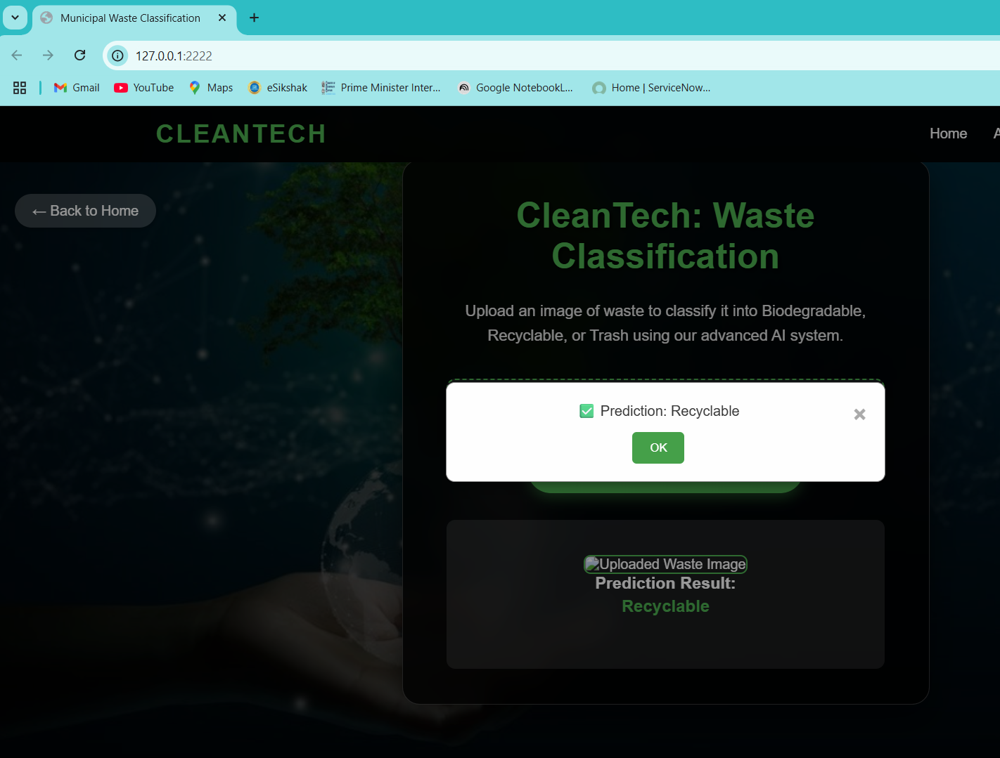 Municipal Waste Classification
127.0.0.1:2222
Gmail
YouTube
Maps
eSikshak
Prime Minister Inter...
Google NotebookL...
Home | ServiceNow...
CLEANTECH
Home
A
← Back to Home
CleanTech: Waste
Classification
Upload an image of waste to classify it into Biodegradable,
Recyclable, or Trash using our advanced AI system.
✅ Prediction: Recyclable
OK
Uploaded Waste Image
Prediction Result:
Recyclable